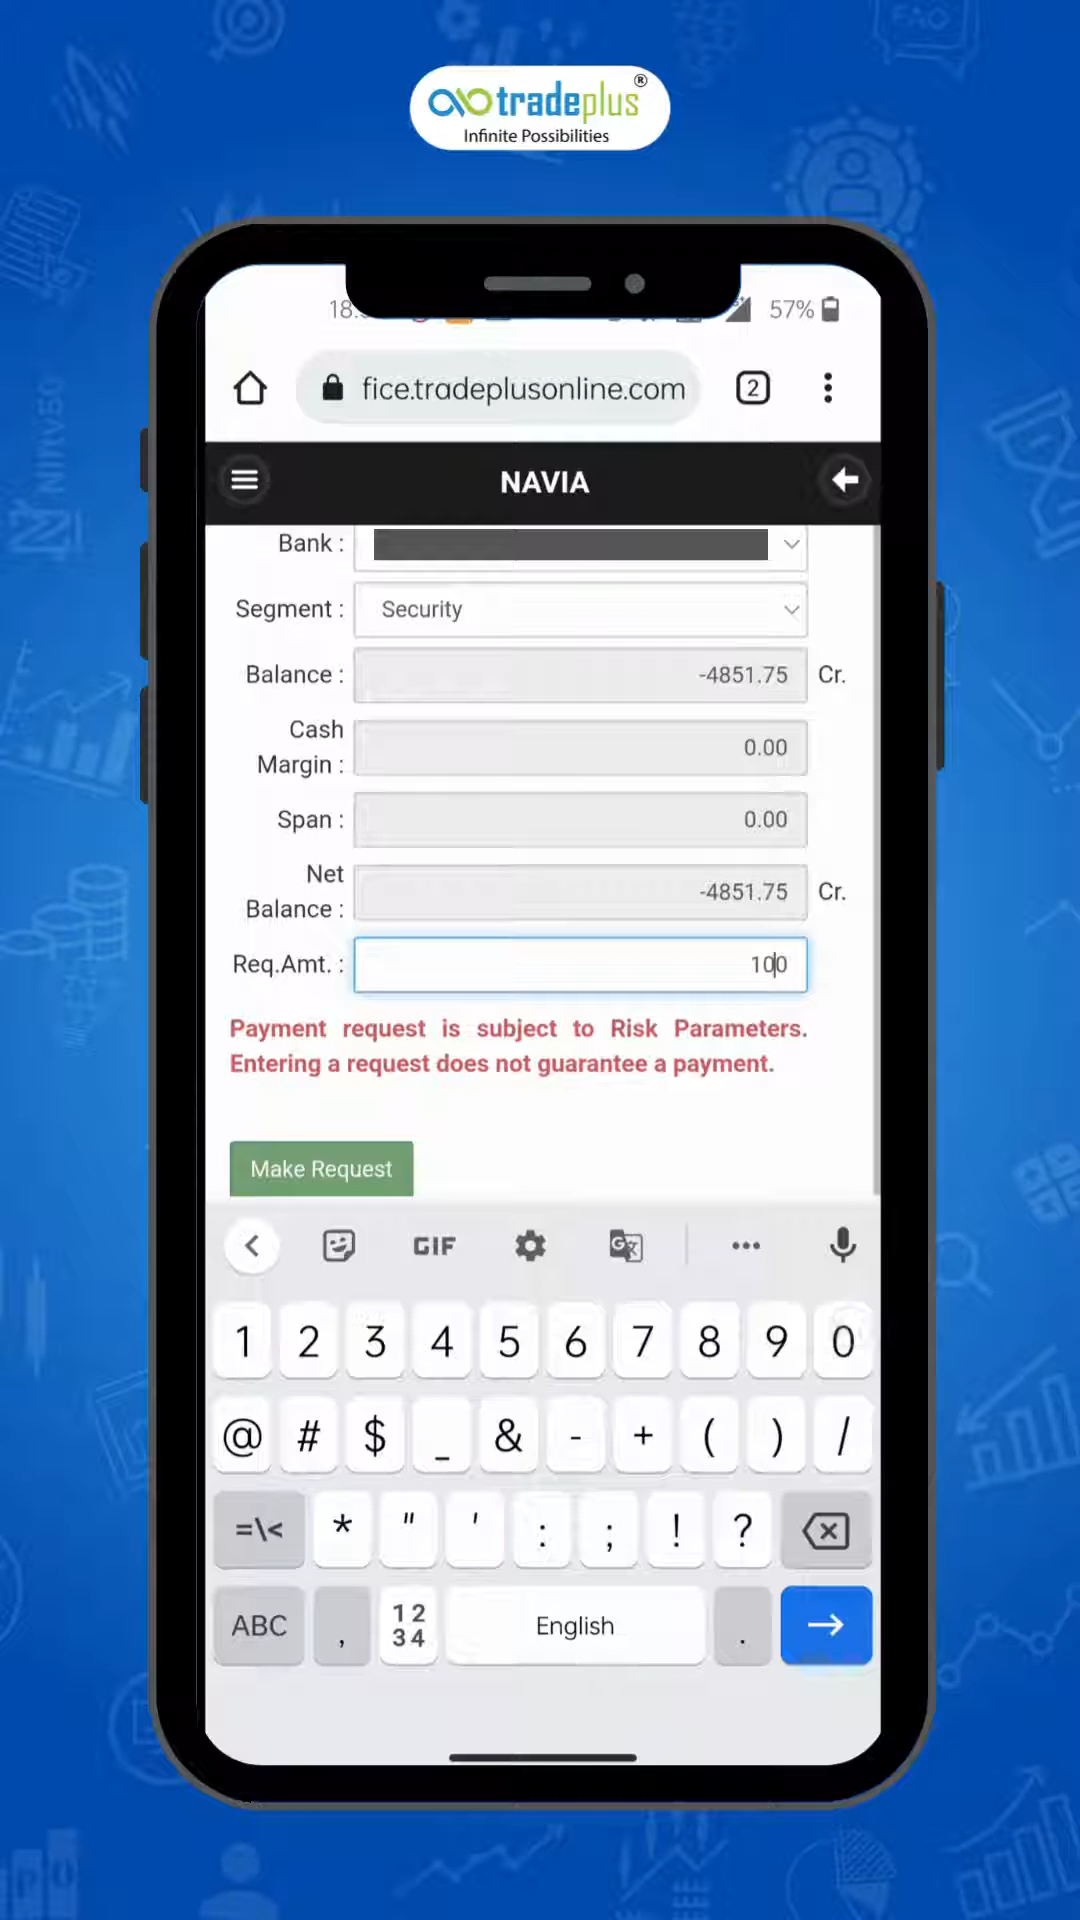 FAQ
tradeplus®
Infinite Possibilities
NIFTY50
57%
fice.tradeplusonline.com
2
NAVIA
Bank :
Segment : Security
Balance : -4851.75 Cr.
Cash
Margin : 0.00
Span : 0.00
Net
Balance : -4851.75 Cr.
Req.Amt. : 100
Payment request is subject to Risk Parameters.
Entering a request does not guarantee a payment.
Make Request
GIF
1 2 3 4 5 6 7 8 9 0
@ # $ _ & - + ( ) /
=\< * " ' : ; ! ?
ABC , 12 34 English .